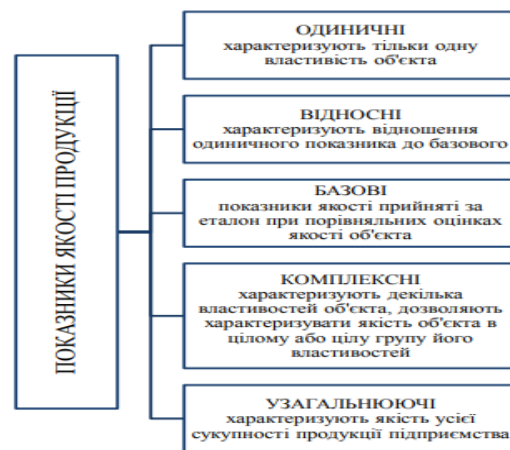 ПОКАЗНИКИ ЯКОСТІ ПРОДУКЦІЇ
ОДИНИЧНІ
характеризують тільки одну
властивість об'єкта
ВІДНОСНІ
характеризують відношення
одиничного показника до базового
БАЗОВІ
показники якості прийняті за
еталон при порівняльних оцінках
якості об'єкта
КОМПЛЕКСНІ
характеризують декілька
властивостей об'єкта, дозволяють
характеризувати якість об'єкта в
цілому або цілу групу його
властивостей
УЗАГАЛЬНЮЮЧІ
характеризують якість усієї
сукупності продукції підприємства